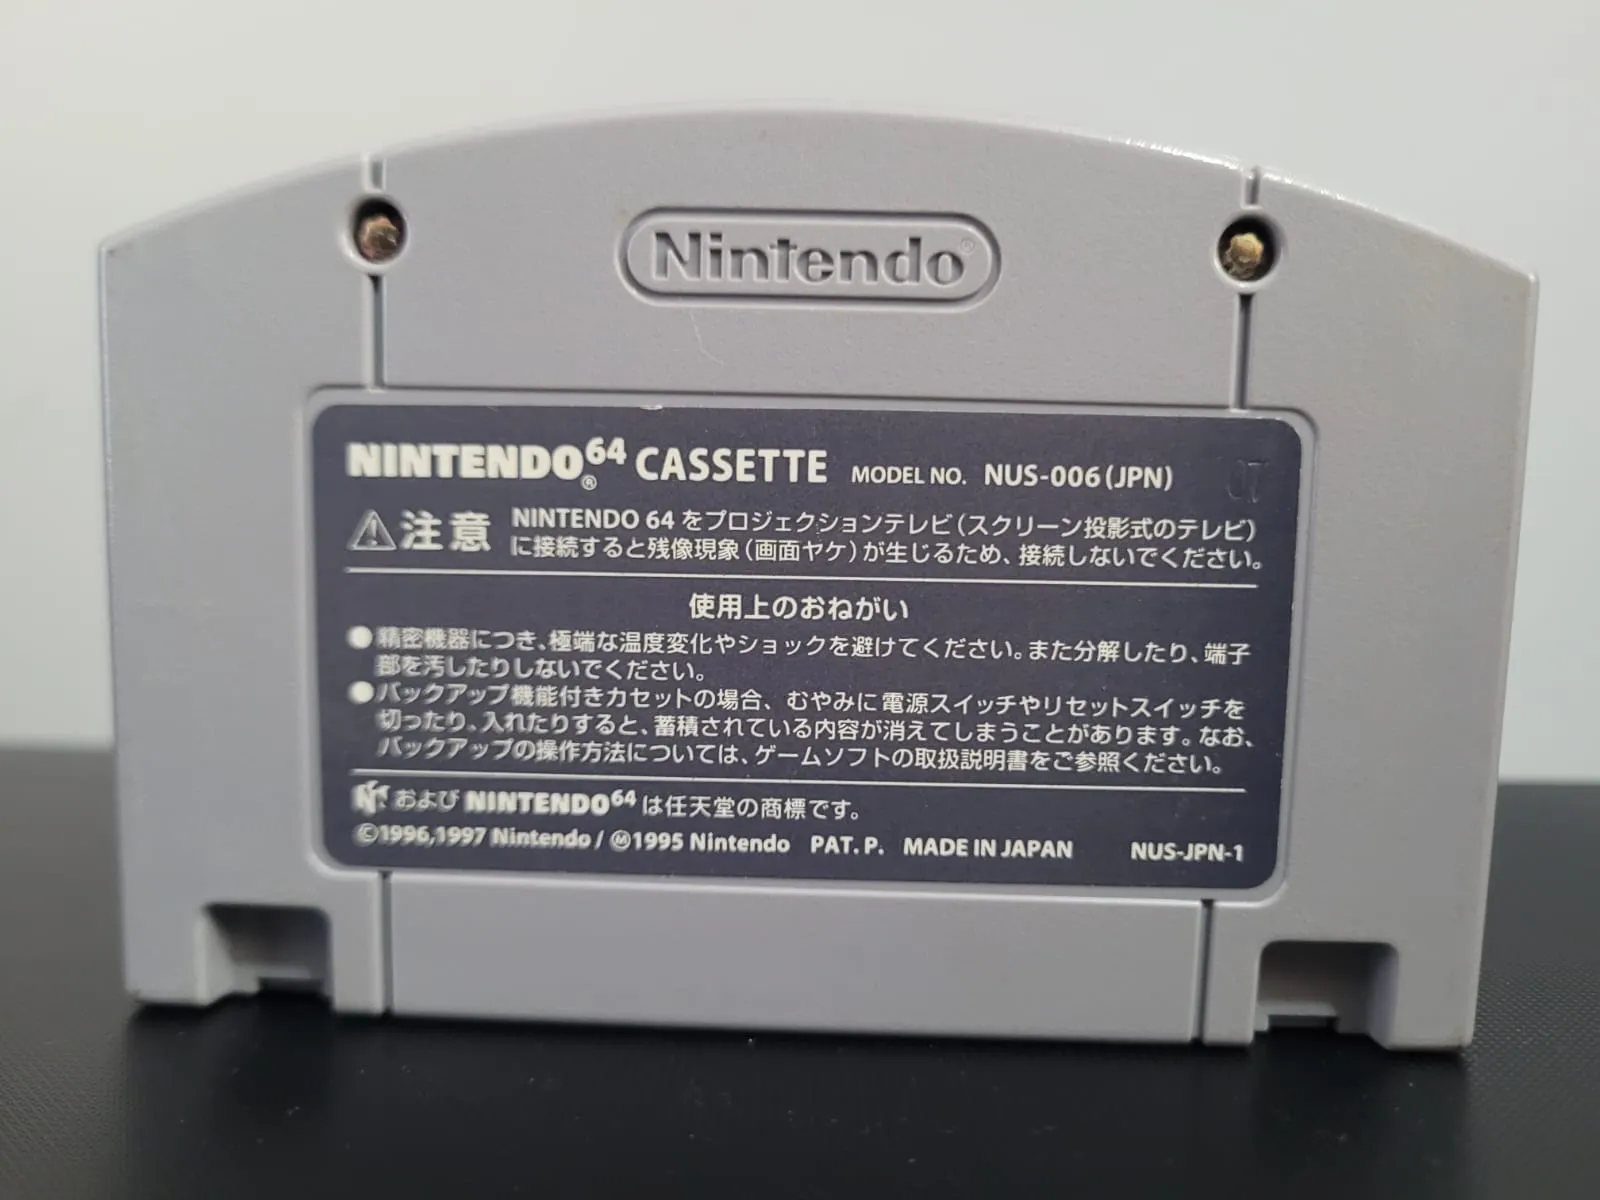 Nintendo®
NINTENDO64® CASSETTE MODEL NO. NUS-006(JPN)
⚠注意 NINTENDO 64 をプロジェクションテレビ(スクリーン投影式のテレビ)
に接続すると残像現象(画面ヤケ)が生じるため、接続しないでください。
使用上のおねがい
●精密機器につき、極端な温度変化やショックを避けてください。また分解したり、端子
部を汚したりしないでください。
●バックアップ機能付きカセットの場合、むやみに電源スイッチやリセットスイッチを
切ったり、入れたりすると、蓄積されている内容が消えてしまうことがあります。なお、
バックアップの操作方法については、ゲームソフトの取扱説明書をご参照ください。
および NINTENDO64 は任天堂の商標です。
©1996,1997 Nintendo / Ⓜ1995 Nintendo PAT. P. MADE IN JAPAN NUS-JPN-1